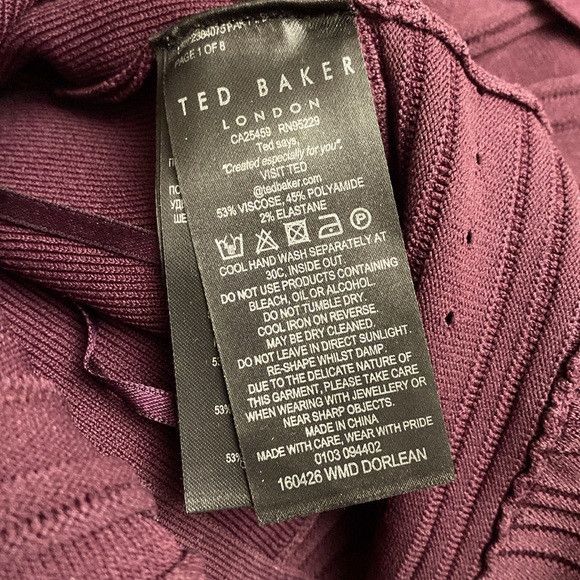 PAGE 1 OF 8
TED BAKER
LONDON
CA25459 RN95229
Ted says,
"Created especially for you".
VISIT TED
@tedbaker.com
53% VISCOSE, 45% POLYAMIDE
2% ELASTANE
COOL HAND WASH SEPARATELY AT
30C, INSIDE OUT.
DO NOT USE PRODUCTS CONTAINING
BLEACH, OIL OR ALCOHOL.
DO NOT TUMBLE DRY.
COOL IRON ON REVERSE.
MAY BE DRY CLEANED.
DO NOT LEAVE IN DIRECT SUNLIGHT.
RE-SHAPE WHILST DAMP.
DUE TO THE DELICATE NATURE OF
THIS GARMENT, PLEASE TAKE CARE
WHEN WEARING WITH JEWELLERY OR
NEAR SHARP OBJECTS.
MADE IN CHINA
MADE WITH CARE, WEAR WITH PRIDE
0103 094402
160426 WMD DORLEAN
53%
53%